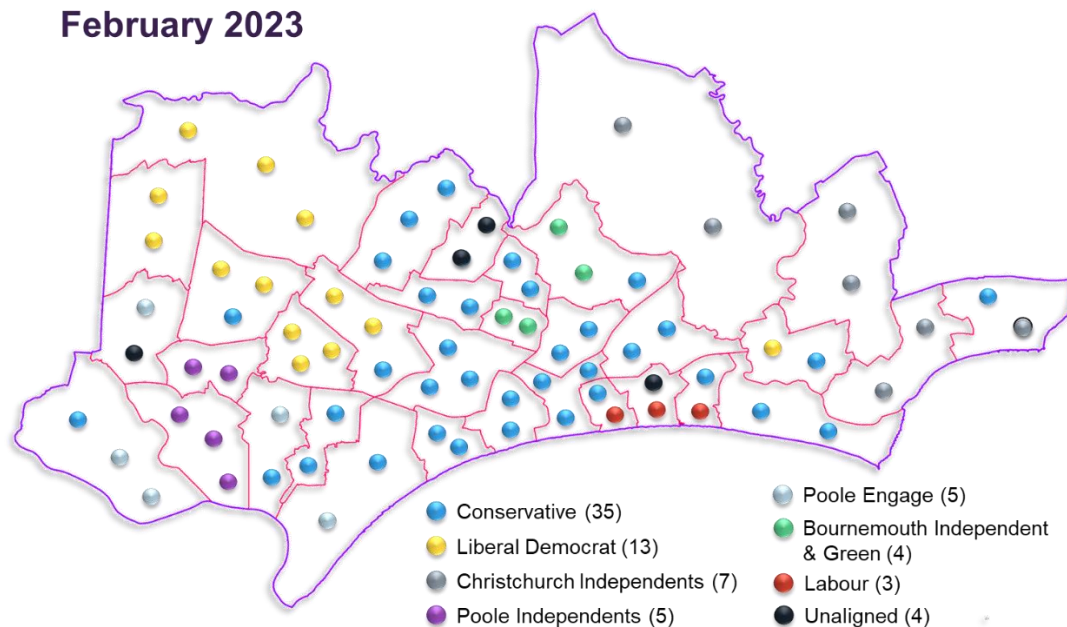 February 2023
Conservative (35)
Liberal Democrat (13)
Christchurch Independents (7)
Poole Independents (5)
Poole Engage (5)
Bournemouth Independent
& Green (4)
Labour (3)
Unaligned (4)